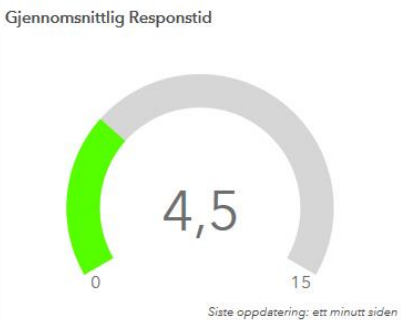 Gjennomsnittlig Responstid
4,5
0
15
Siste oppdatering: ett minutt siden